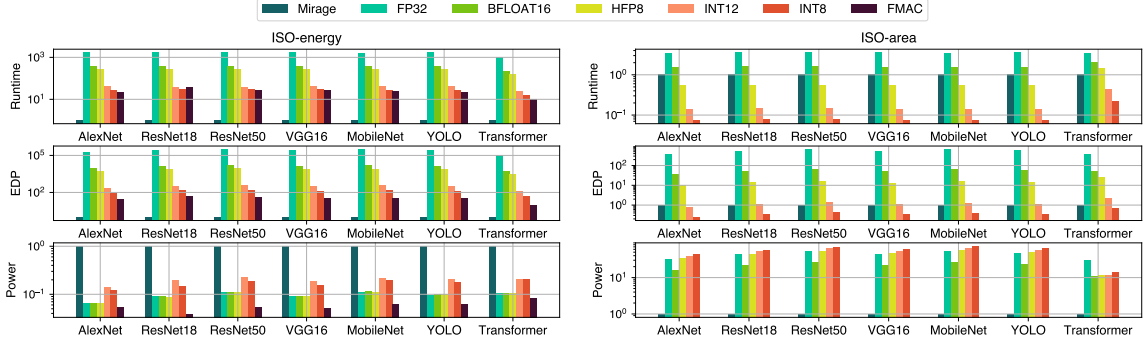 Mirage FP32 BFLOAT16 HFP8 INT12 INT8 FMAC
ISO-energy
Runtime
10³
10¹
AlexNet ResNet18 ResNet50 VGG16 MobileNet YOLO Transformer
EDP
10⁵
10²
AlexNet ResNet18 ResNet50 VGG16 MobileNet YOLO Transformer
Power
10⁰
10⁻¹
AlexNet ResNet18 ResNet50 VGG16 MobileNet YOLO Transformer
ISO-area
Runtime
10⁰
10⁻¹
AlexNet ResNet18 ResNet50 VGG16 MobileNet YOLO Transformer
EDP
10²
10¹
10⁰
AlexNet ResNet18 ResNet50 VGG16 MobileNet YOLO Transformer
Power
10¹
10⁰
AlexNet ResNet18 ResNet50 VGG16 MobileNet YOLO Transformer